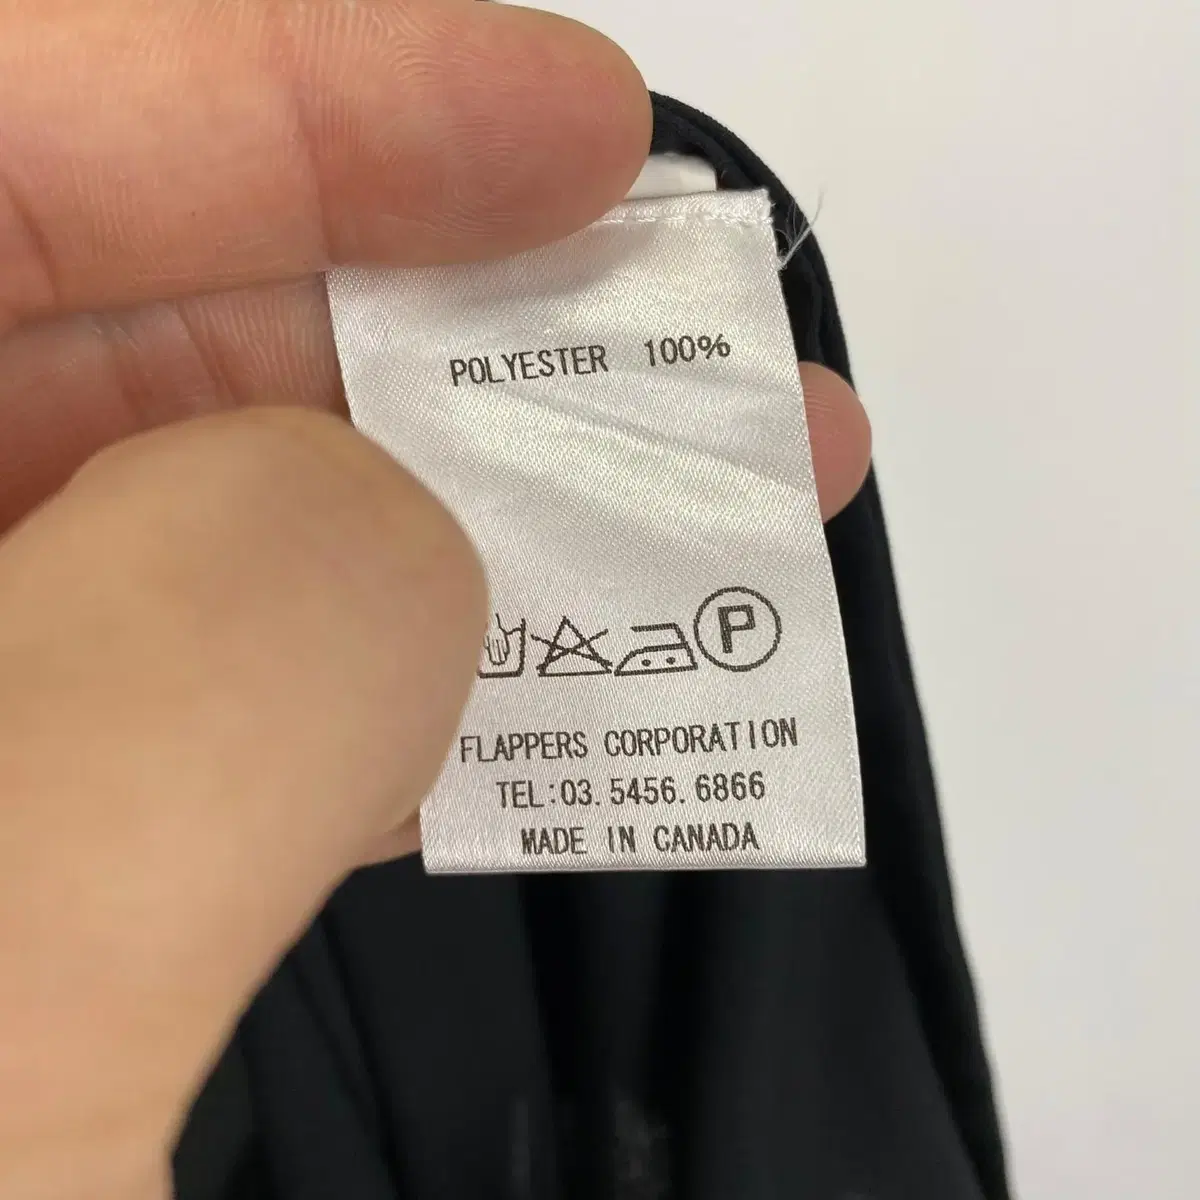 POLYESTER 100%
P
FLAPPERS CORPORATION
TEL:03.5456.6866
MADE IN CANADA